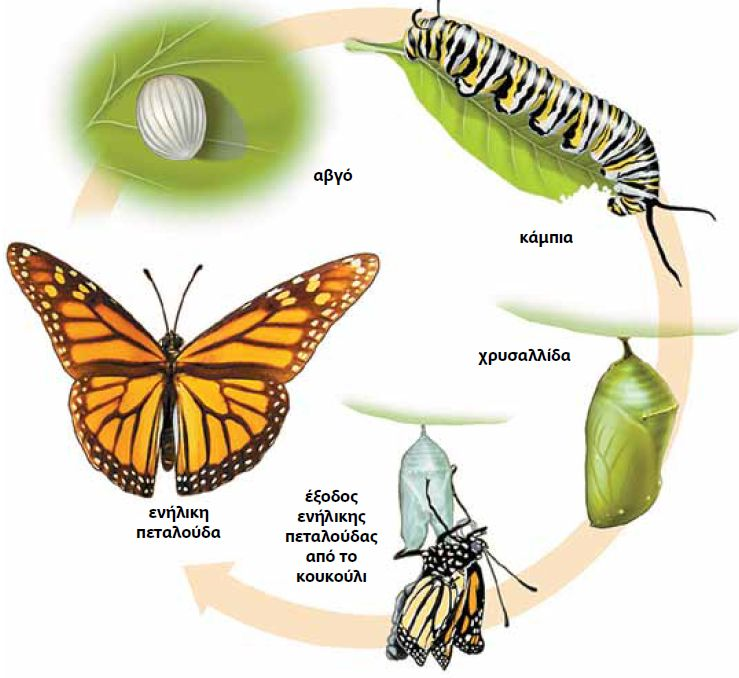 αβγό
κάμπια
χρυσαλλίδα
έξοδος
ενήλικης
πεταλούδας
από το
κουκούλι
ενήλικη
πεταλούδα